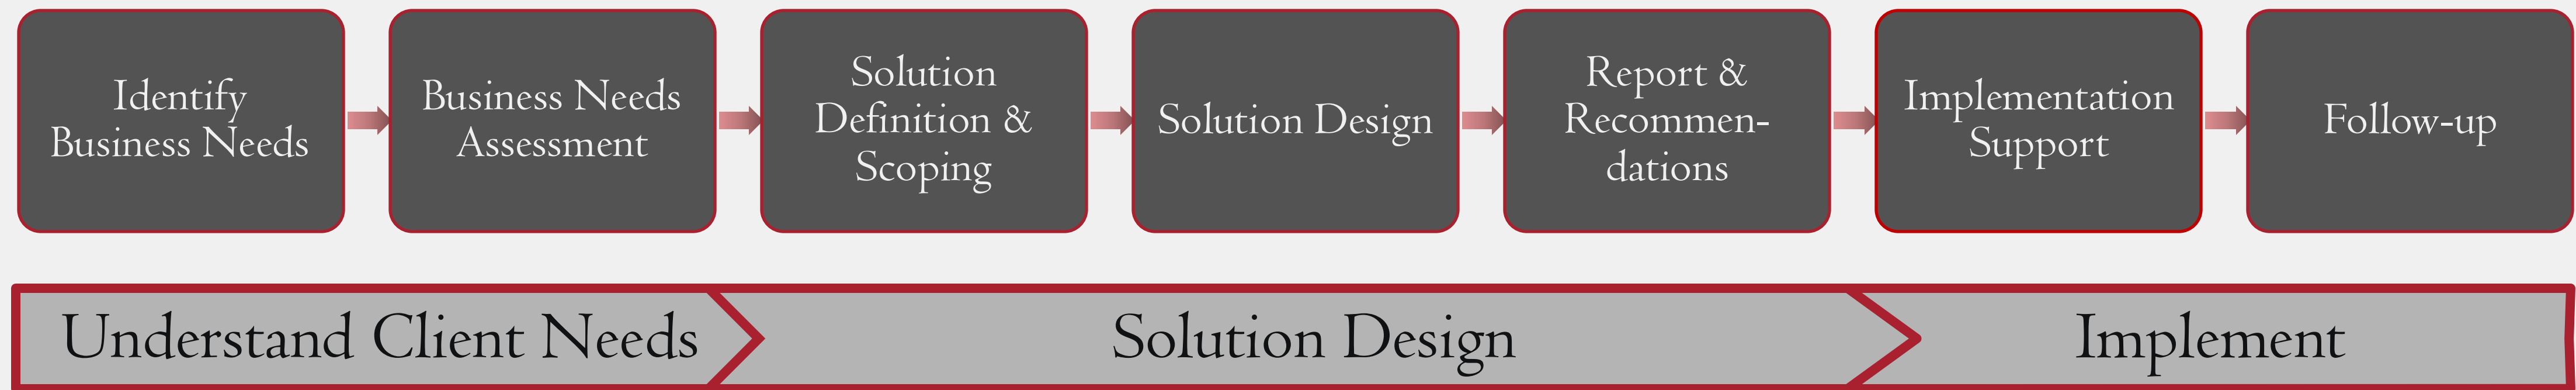 Identify
Business Needs
Business Needs
Assessment
Solution
Definition &
Scoping
Solution Design
Report &
Recommen-
dations
Implementation
Support
Follow-up
Understand Client Needs
Solution Design
Implement